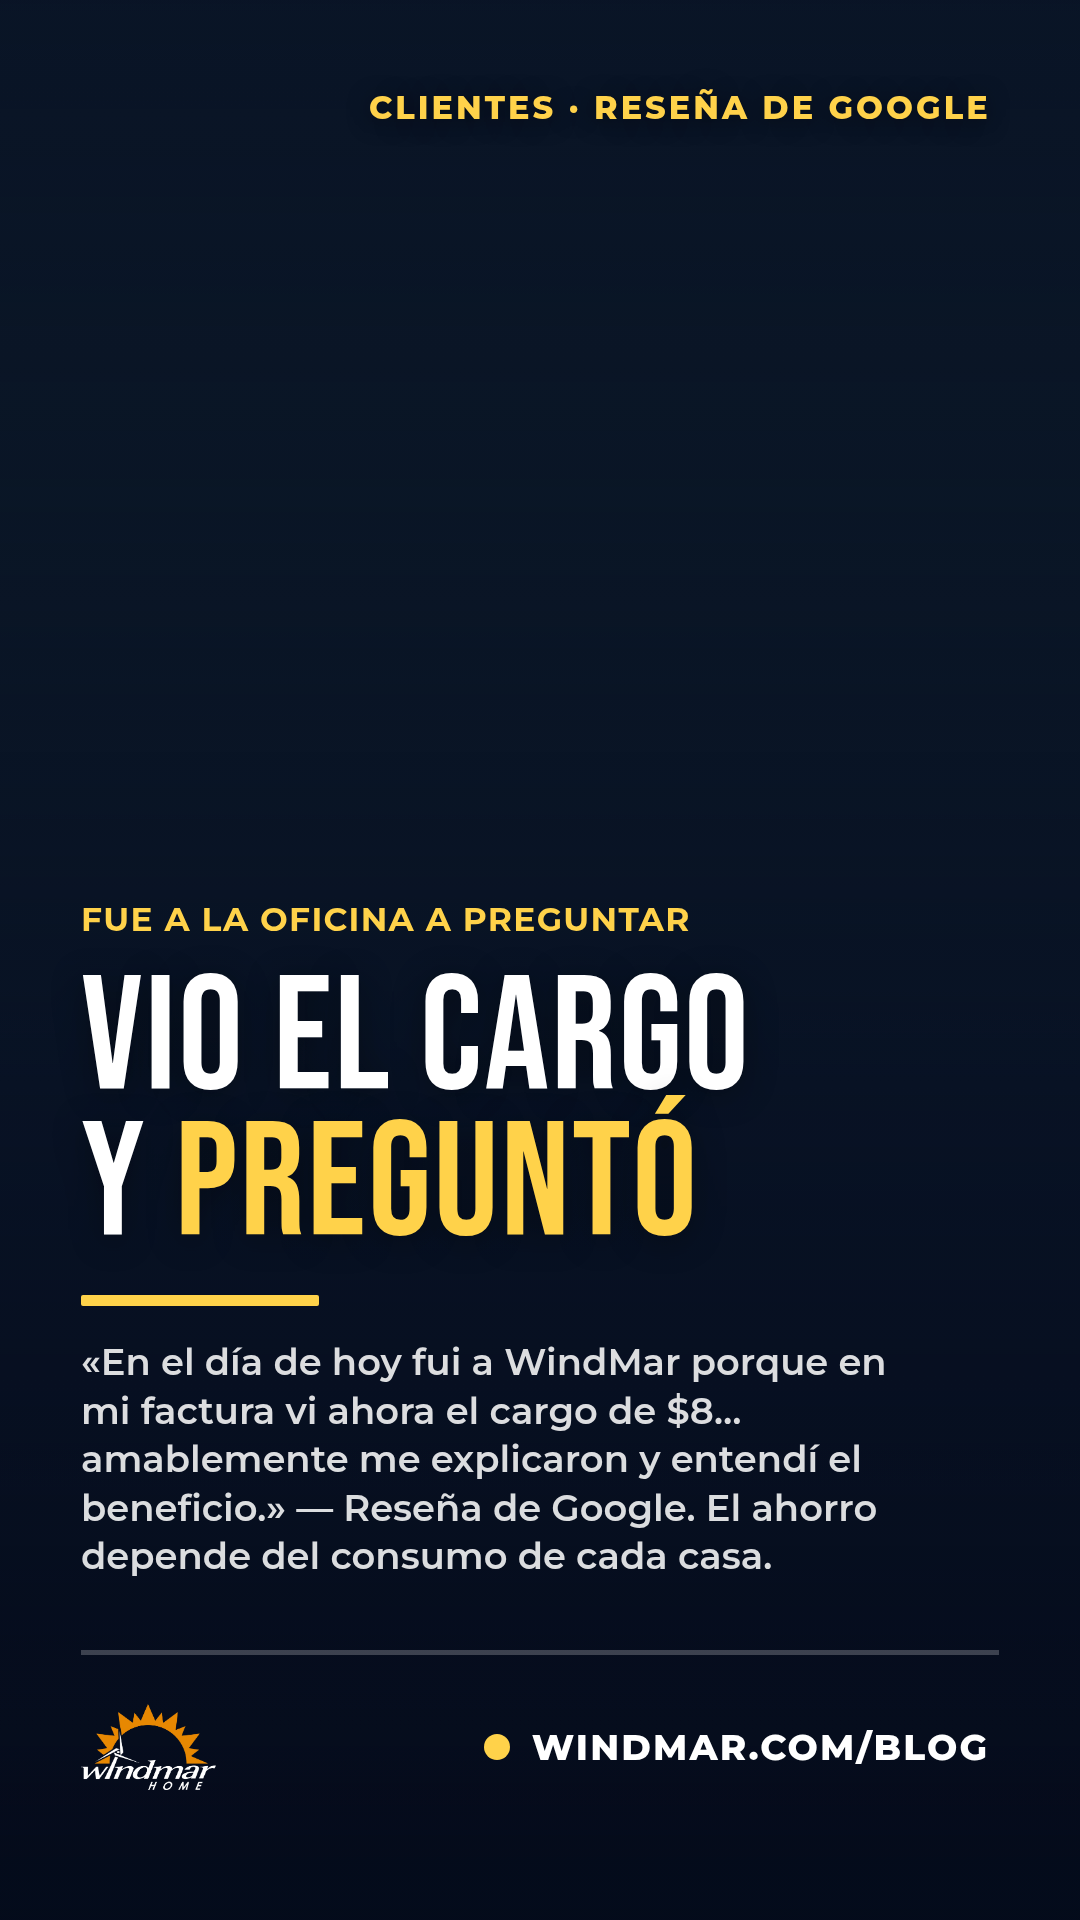 CLIENTES · RESEÑA DE GOOGLE
FUE A LA OFICINA A PREGUNTAR
VIO EL CARGO
Y PREGUNTÓ
«En el día de hoy fui a WindMar porque en
mi factura vi ahora el cargo de $8...
amablemente me explicaron y entendí el
beneficio.» — Reseña de Google. El ahorro
depende del consumo de cada casa.
windmar
HOME
WINDMAR.COM/BLOG